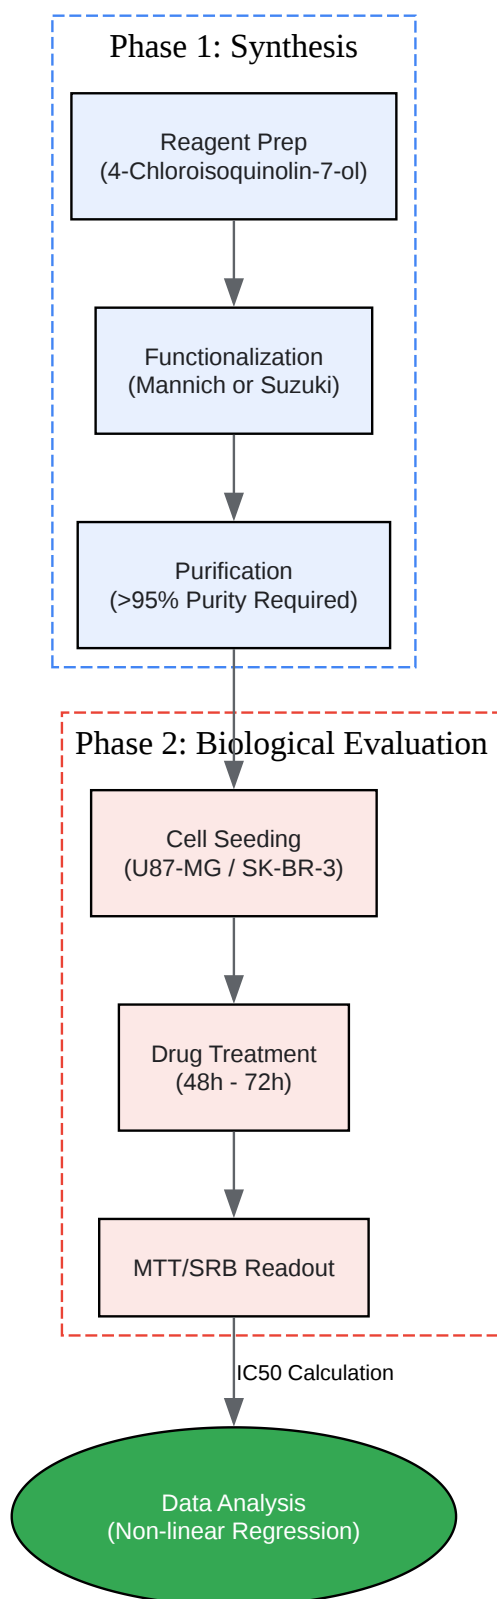 Phase 1: Synthesis
Reagent Prep
(4-Chloroisoquinolin-7-ol)
Functionalization
(Mannich or Suzuki)
Purification
(>95% Purity Required)
Phase 2: Biological Evaluation
Cell Seeding
(U87-MG / SK-BR-3)
Drug Treatment
(48h - 72h)
MTT/SRB Readout
IC50 Calculation
Data Analysis
(Non-linear Regression)